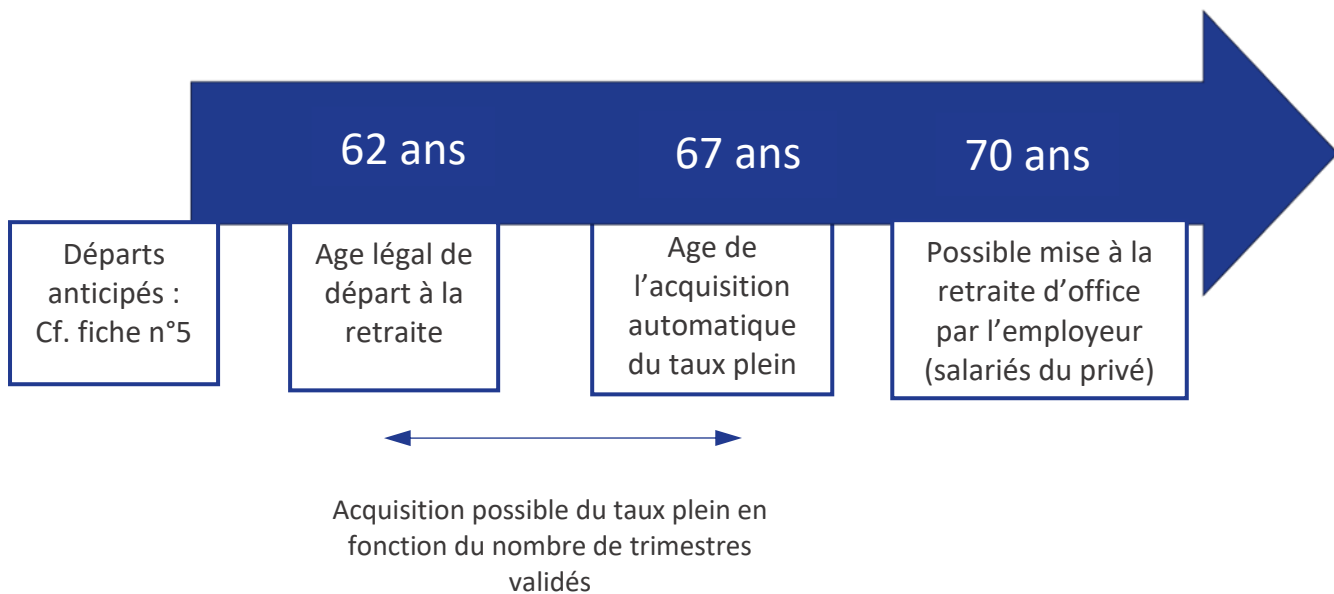 62 ans
67 ans
70 ans
Départs
anticipés :
Cf. fiche n°5
Age légal de
départ à la
retraite
Age de
l’acquisition
automatique
du taux plein
Possible mise à la
retraite d’office
par l’employeur
(salariés du privé)
Acquisition possible du taux plein en
fonction du nombre de trimestres
validés